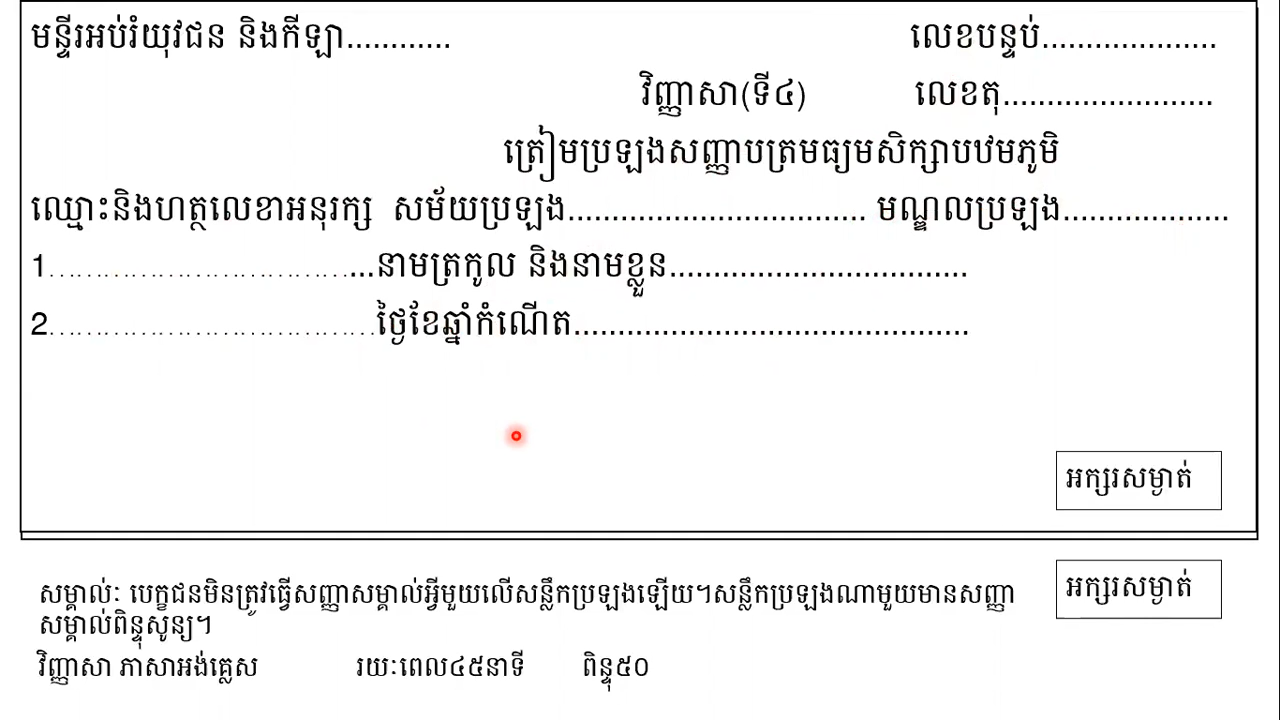 មន្ទីរអប់រំយុវជន និងកីឡា............ លេខបន្ទប់....................
វិញ្ញាសា(ទី៤) លេខតុ........................
ត្រៀមប្រឡងសញ្ញាបត្រមធ្យមសិក្សាបឋមភូមិ
ឈ្មោះនិងហត្ថលេខាអនុរក្ស សម័យប្រឡង.................................. មណ្ឌលប្រឡង...................
1....................................នាមត្រកូល និងនាមខ្លួន..................................
2....................................ថ្ងៃខែឆ្នាំកំណើត.............................................
អក្សរសម្ងាត់
អក្សរសម្ងាត់
សម្គាល់ៈ បេក្ខជនមិនត្រូវធ្វើសញ្ញាសម្គាល់អ្វីមួយលើសន្លឹកប្រឡងឡើយ។សន្លឹកប្រឡងណាមួយមានសញ្ញា
សម្គាល់ពិន្ទុសូន្យ។
វិញ្ញាសា ភាសាអង់គ្លេស រយៈពេល៤៥នាទី ពិន្ទុ៥០